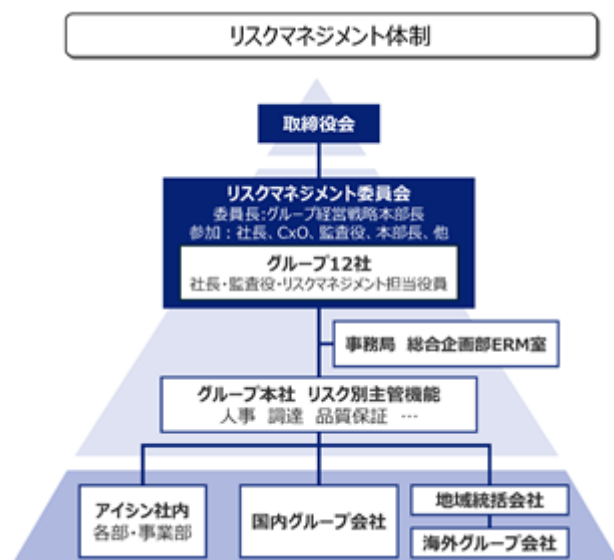 リスクマネジメント体制
取締役会
リスクマネジメント委員会
委員長:グループ経営戦略本部長
参加：社長、CxO、監査役、本部長、他
グループ12社
社長・監査役・リスクマネジメント担当役員
事務局 総合企画部ERM室
グループ本社 リスク別主管機能
人事 調達 品質保証 …
アイシン社内
各部・事業部
国内グループ会社
地域統括会社
海外グループ会社